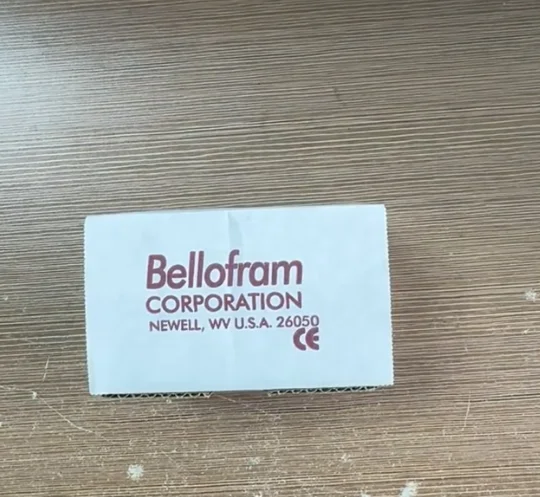 Bellofram
CORPORATION
NEWELL, WV U.S.A. 26050
CE